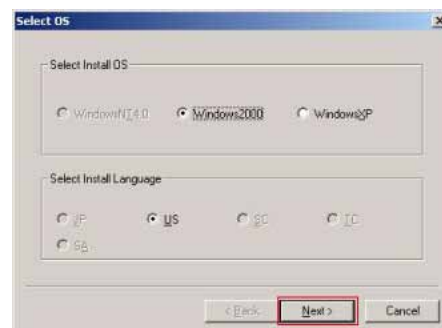 Select OS
Select Install OS
WindowsNT4.0 Windows2000 WindowsXP
Select Install Language
JP US SC TC
SA
< Back Next > Cancel